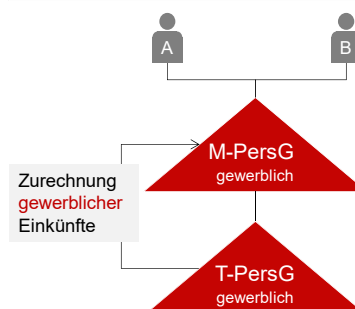 A
B
M-PersG
gewerblich
Zurechnung
gewerblicher
Einkünfte
T-PersG
gewerblich